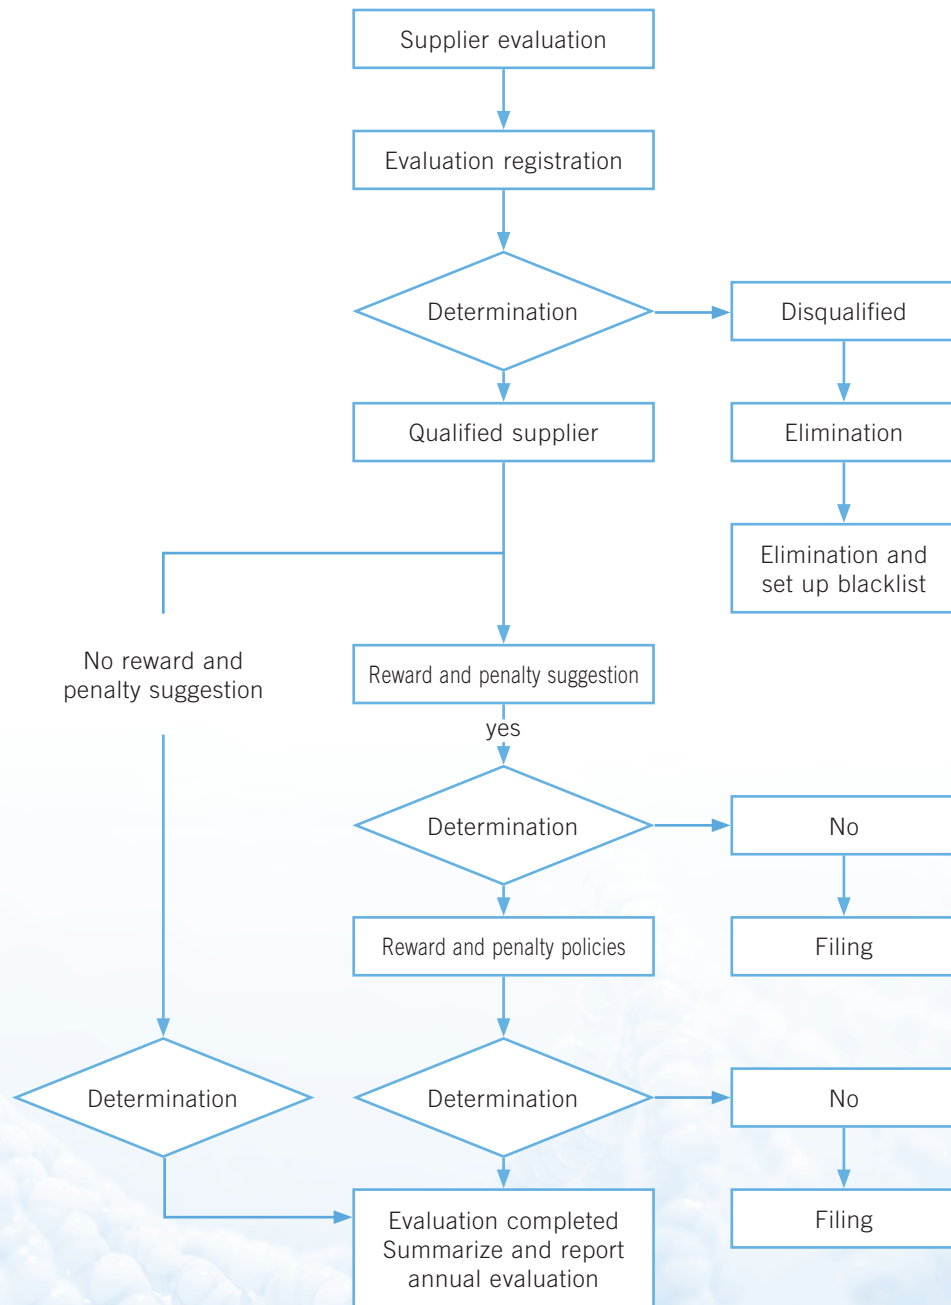 Supplier evaluation
Evaluation registration
Determination
Disqualified
Qualified supplier
Elimination
Elimination and
set up blacklist
No reward and
penalty suggestion
Reward and penalty suggestion
yes
Determination
No
Reward and penalty policies
Filing
Determination
Determination
No
Evaluation completed
Summarize and report
annual evaluation
Filing